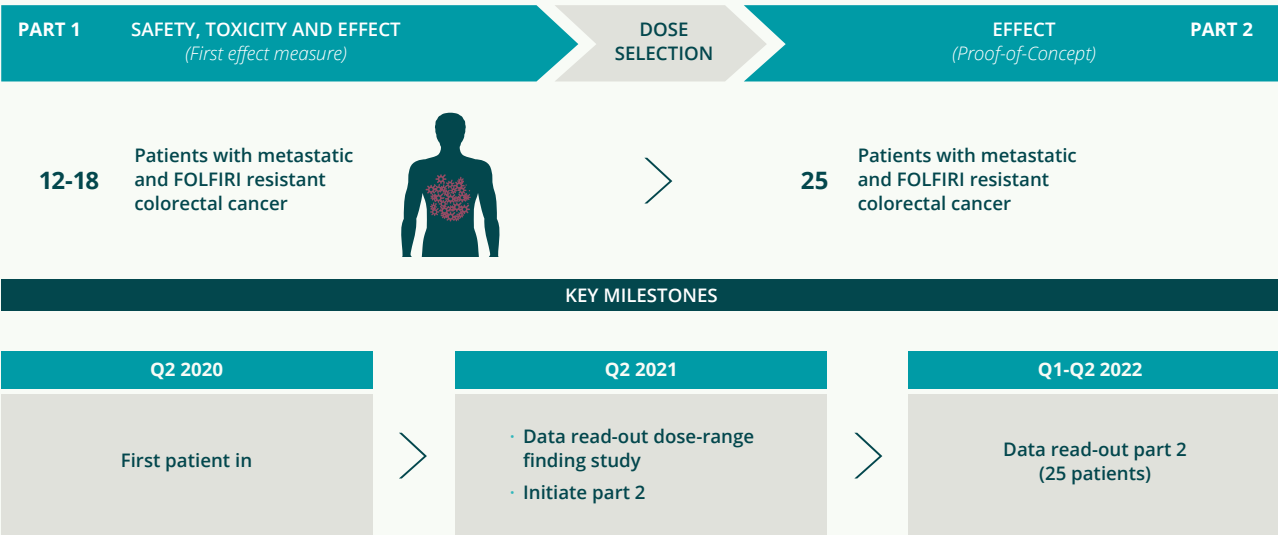 PART 1
SAFETY, TOXICITY AND EFFECT
(First effect measure)
DOSE
SELECTION
EFFECT
(Proof-of-Concept)
PART 2
12-18
Patients with metastatic
and FOLFIRI resistant
colorectal cancer
25
Patients with metastatic
and FOLFIRI resistant
colorectal cancer
KEY MILESTONES
Q2 2020
First patient in
Q2 2021
· Data read-out dose-range
finding study
· Initiate part 2
Q1-Q2 2022
Data read-out part 2
(25 patients)